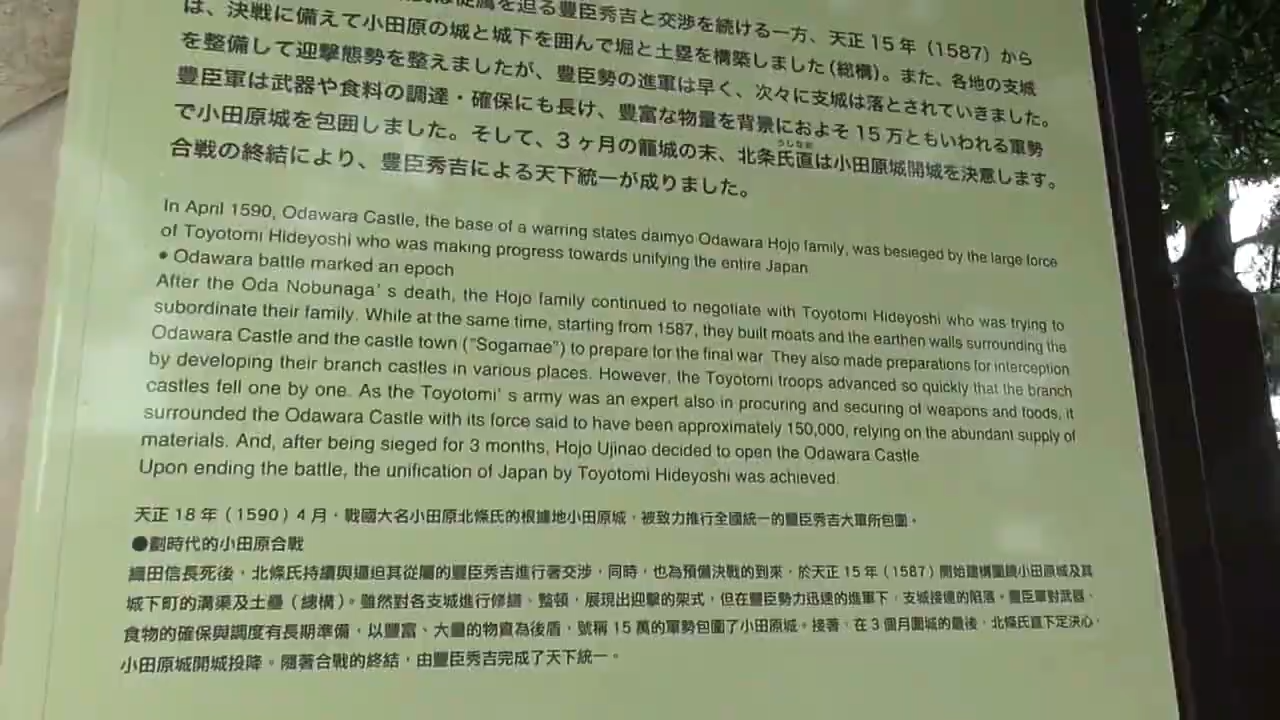 を迫る豊臣秀吉と交渉を続ける一方、天正15年（1587）から
は、決戦に備えて小田原の城と城下を囲んで堀と土塁を構築しました（総構）。また、各地の支城
を整備して迎撃態勢を整えましたが、豊臣勢の進軍は早く、次々に支城は落とされていきました。
豊臣軍は武器や食料の調達・確保にも長け、豊富な物量を背景におよそ15万ともいわれる軍勢
で小田原城を包囲しました。そして、3ヶ月の籠城の末、北条氏直は小田原城開城を決意します。
合戦の終結により、豊臣秀吉による天下統一が成りました。
In April 1590, Odawara Castle, the base of a warring states daimyo Odawara Hojo family, was besieged by the large force
of Toyotomi Hideyoshi who was making progress towards unifying the entire Japan
• Odawara battle marked an epoch
After the Oda Nobunaga's death, the Hojo family continued to negotiate with Toyotomi Hideyoshi who was trying to
subordinate their family. While at the same time, starting from 1587, they built moats and the earthen walls surrounding the
Odawara Castle and the castle town ("Sogamae") to prepare for the final war. They also made preparations for interception
by developing their branch castles in various places. However, the Toyotomi troops advanced so quickly that the branch
castles fell one by one. As the Toyotomi's army was an expert also in procuring and securing of weapons and foods, it
surrounded the Odawara Castle with its force said to have been approximately 150,000, relying on the abundant supply of
materials. And, after being sieged for 3 months, Hojo Ujinao decided to open the Odawara Castle
Upon ending the battle, the unification of Japan by Toyotomi Hideyoshi was achieved.
天正18年（1590）4月，戰國大名小田原北條氏的根據地小田原城，被致力推行全國統一的豐臣秀吉大軍所包圍。
●劃時代的小田原合戰
織田信長死後，北條氏持續與逼迫其從屬的豐臣秀吉進行著交涉，同時，也為預備決戰的到來，於天正15年（1587）開始建構圍繞小田原城及其
城下町的溝渠及土壘（總構）。雖然對各支城進行修繕、整頓，展現出迎擊的架式，但在豐臣勢力迅速的進軍下，支城接連的陷落。豐臣軍對武器、
食物的確保與調度有長期準備，以豐富、大量的物資為後盾，號稱15萬的軍勢包圍了小田原城。接著，在3個月圍城的最後，北條氏直下定決心，
小田原城開城投降。隨著合戰的終結，由豐臣秀吉完成了天下統一。